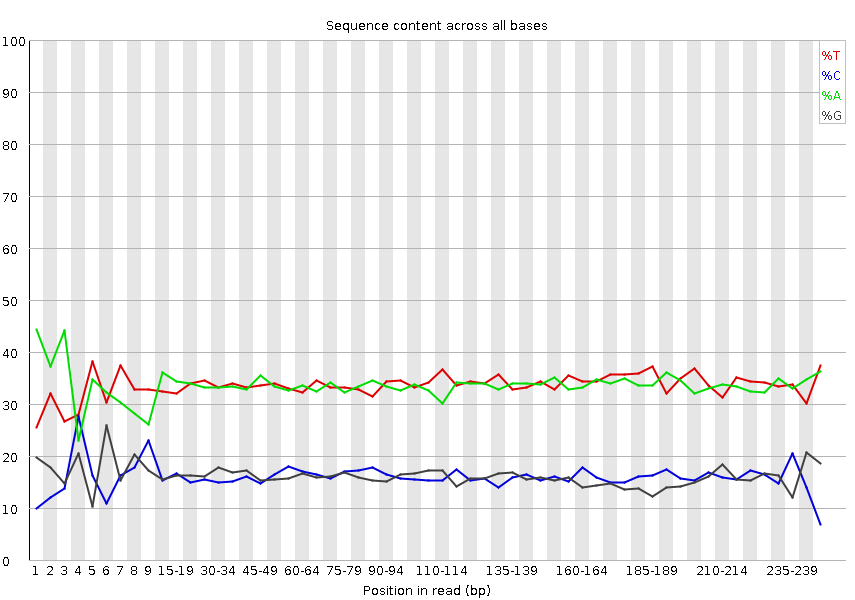 Sequence content across all bases
100
90
80
70
60
50
40
30
20
10
0
%T
%C
%A
%G
1 2 3 4 5 6 7 8 9 15-19 30-34 45-49 60-64 75-79 90-94 110-114 135-139 160-164 185-189 210-214 235-239
Position in read (bp)